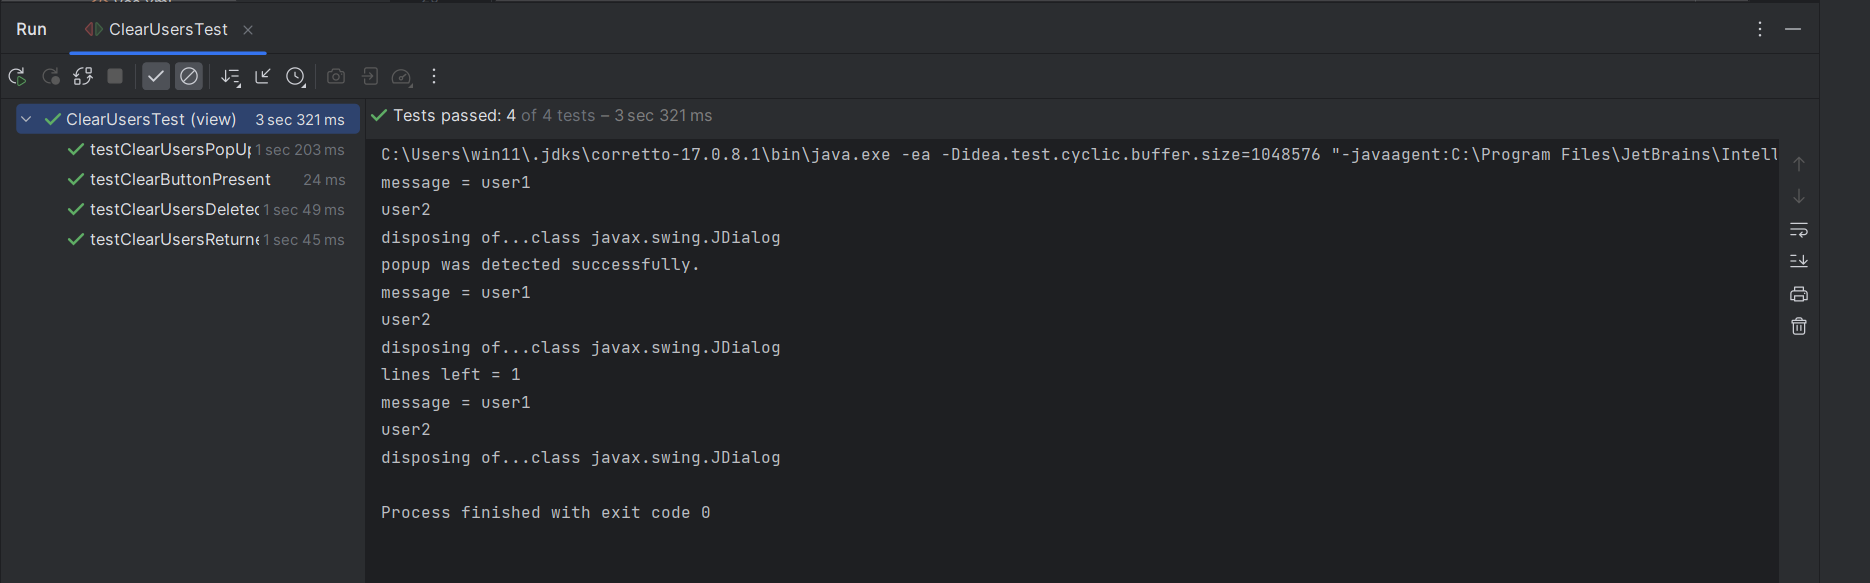 Run ClearUsersTest
ClearUsersTest (view) 3 sec 321 ms
testClearUsersPopU 1 sec 203 ms
testClearButtonPresent 24 ms
testClearUsersDeleted 1 sec 49 ms
testClearUsersReturne 1 sec 45 ms
Tests passed: 4 of 4 tests – 3 sec 321 ms
C:\Users\win11\.jdks\corretto-17.0.8.1\bin\java.exe -ea -Didea.test.cyclic.buffer.size=1048576 "-javaagent:C:\Program Files\JetBrains\Intell
message = user1
user2
disposing of...class javax.swing.JDialog
popup was detected successfully.
message = user1
user2
disposing of...class javax.swing.JDialog
lines left = 1
message = user1
user2
disposing of...class javax.swing.JDialog
Process finished with exit code 0